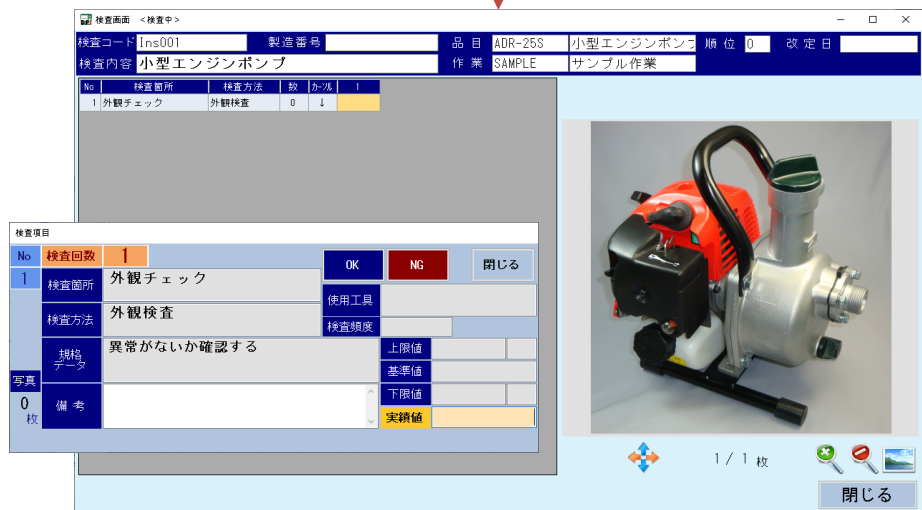 検査画面 <検査中>
検査コード Ins001 製造番号 品 目 ADR-25S 小型エンジンポンプ 順 位 0 改 定 日
検査内容 小型エンジンポンプ 作 業 SAMPLE サンプル作業
No 検査箇所 検査方法 数 カーソル 1
1 外観チェック 外観検査 0 ↓
検査項目
No 検査回数 1 OK NG 閉じる
1 検査箇所 外観チェック 使用工具
検査方法 外観検査 検査頻度
規格データ 異常がないか確認する 上限値
基準値
写真 0 枚 備 考 下限値
実績値
1 / 1 枚
閉じる